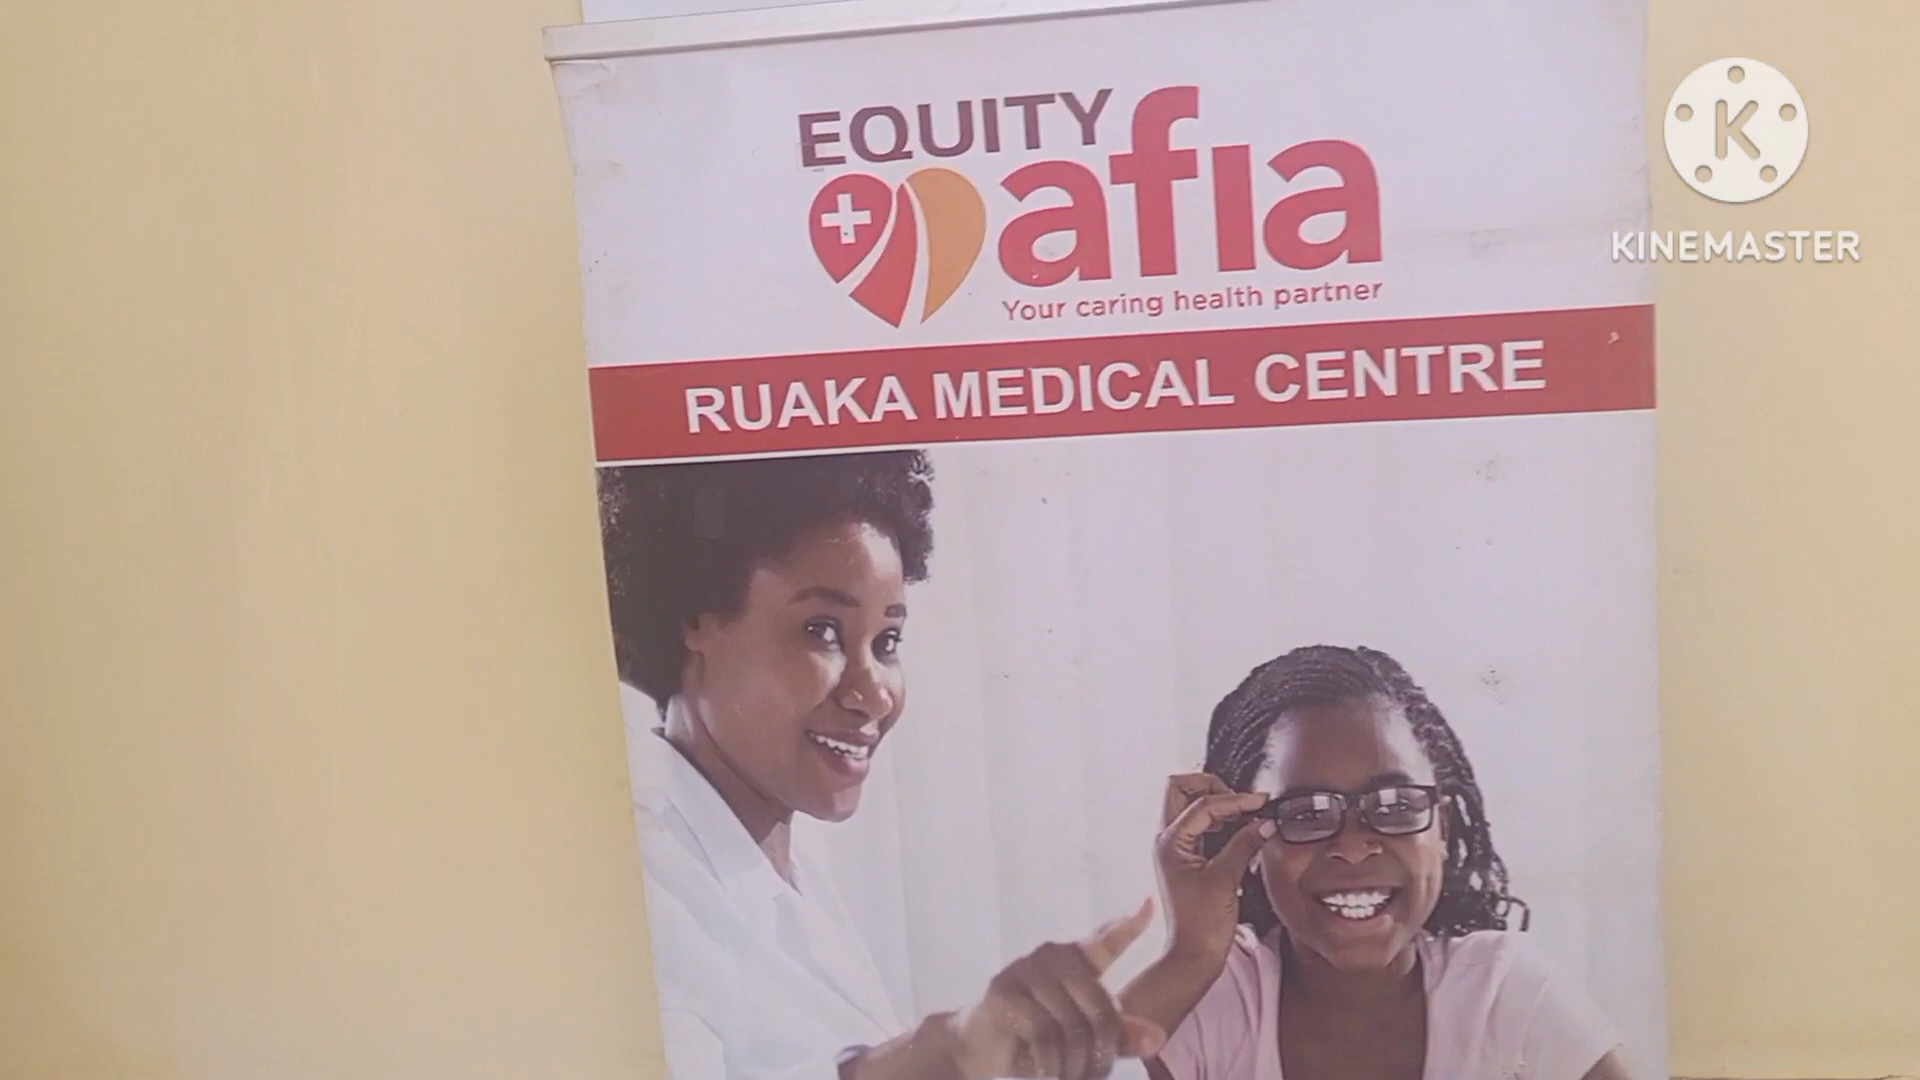 EQUITY
afia
Your caring health partner
RUAKA MEDICAL CENTRE
K
KINEMASTER